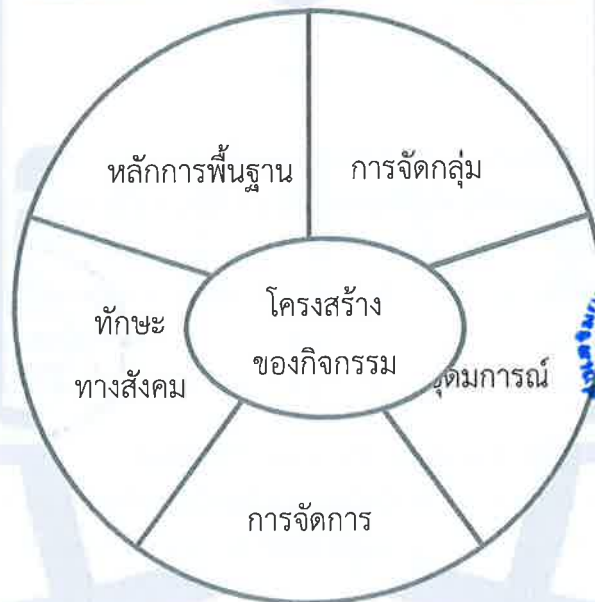 หลักการพื้นฐาน
การจัดกลุ่ม
โครงสร้าง
ของกิจกรรม
ทักษะ
ทางสังคม
การจัดการ